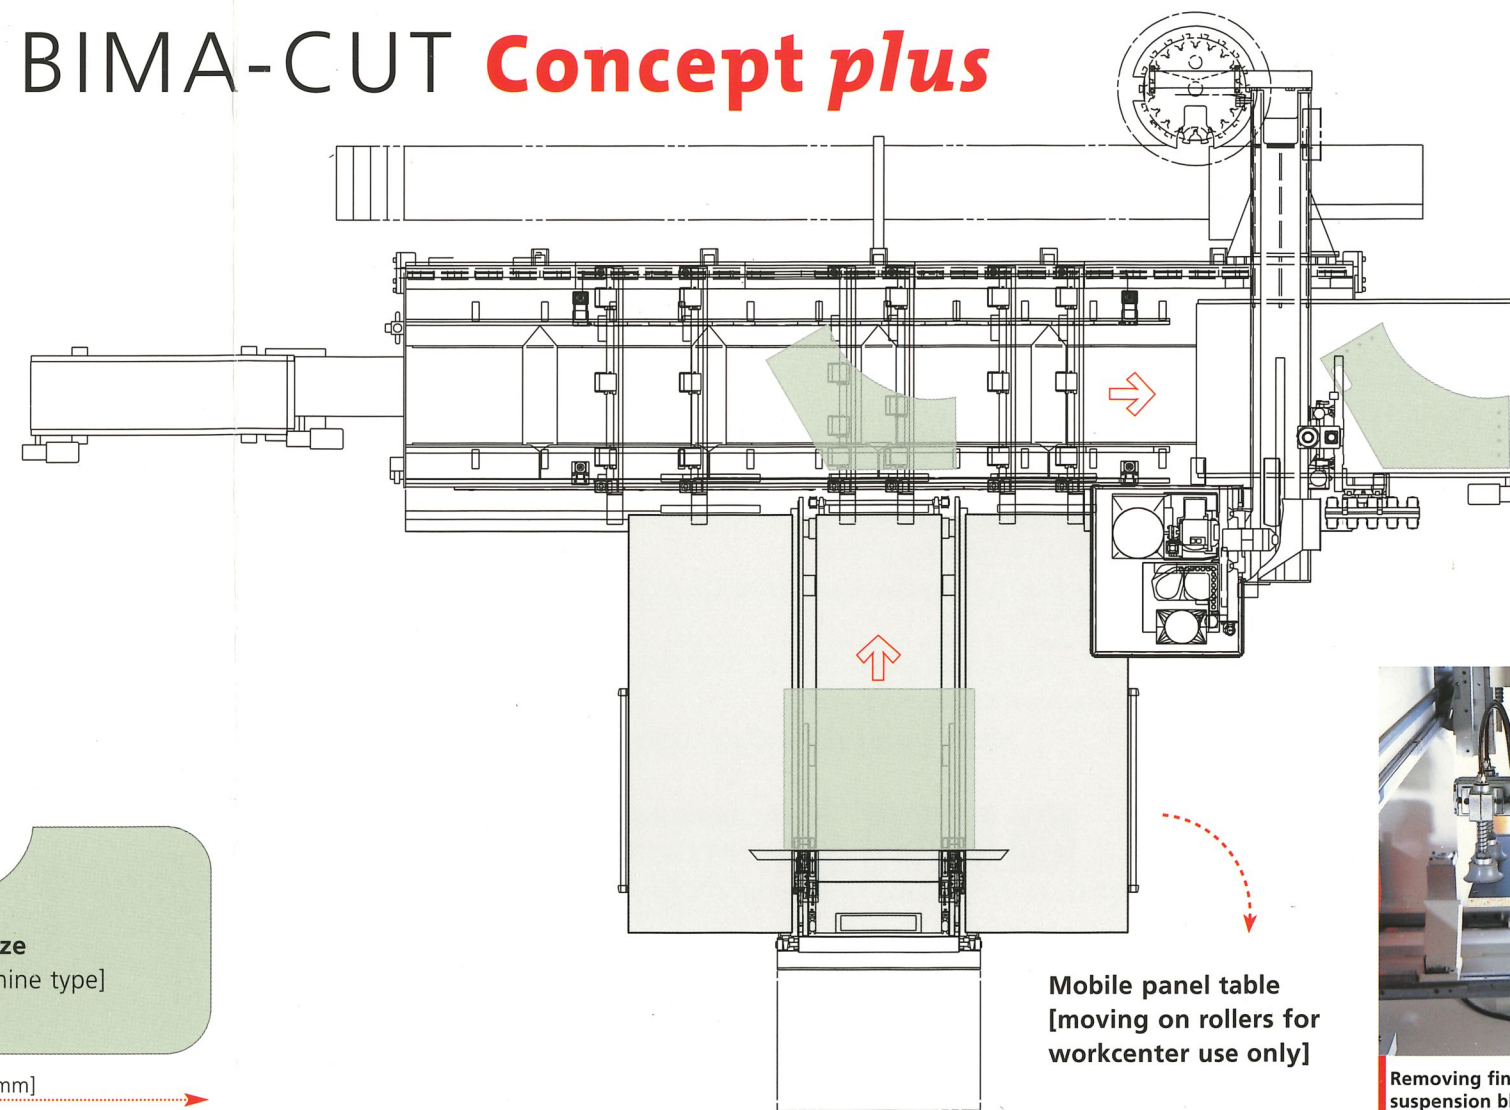 BIMA-CUT Concept plus
ze
nine type]
mm]
Mobile panel table
[moving on rollers for
workcenter use only]
Removing fin
suspension bl